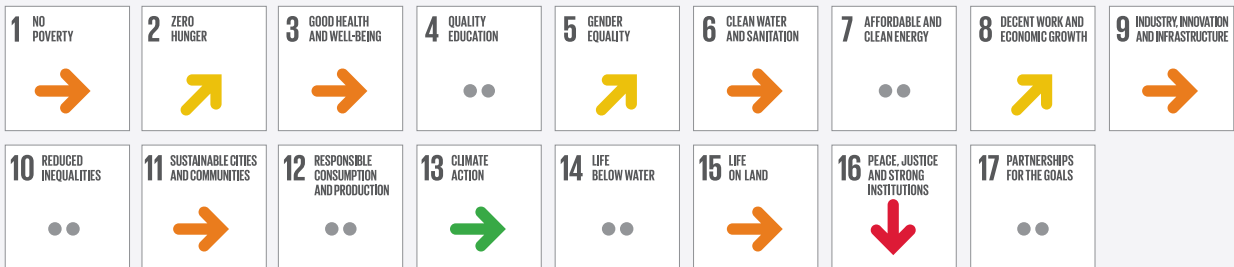 1 NO
POVERTY
2 ZERO
HUNGER
3 GOOD HEALTH
AND WELL-BEING
4 QUALITY
EDUCATION
5 GENDER
EQUALITY
6 CLEAN WATER
AND SANITATION
7 AFFORDABLE AND
CLEAN ENERGY
8 DECENT WORK AND
ECONOMIC GROWTH
9 INDUSTRY, INNOVATION
AND INFRASTRUCTURE
10 REDUCED
INEQUALITIES
11 SUSTAINABLE CITIES
AND COMMUNITIES
12 RESPONSIBLE
CONSUMPTION
AND PRODUCTION
13 CLIMATE
ACTION
14 LIFE
BELOW WATER
15 LIFE
ON LAND
16 PEACE, JUSTICE
AND STRONG
INSTITUTIONS
17 PARTNERSHIPS
FOR THE GOALS